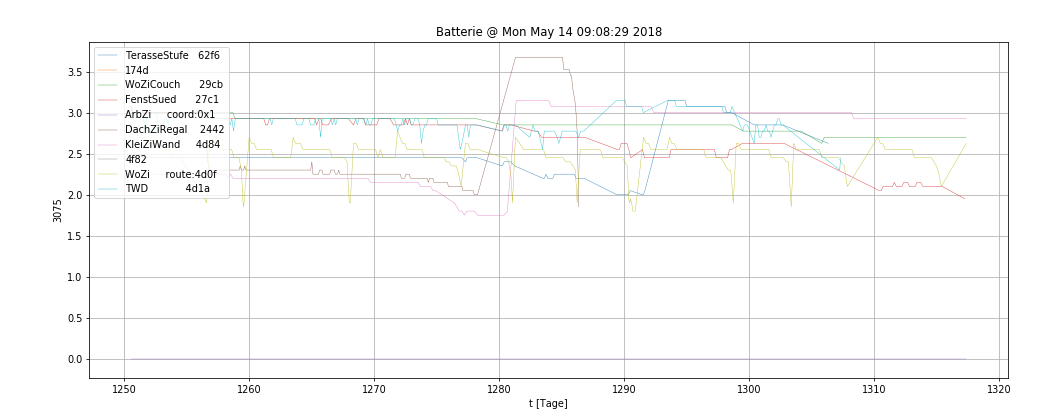 Batterie @ Mon May 14 09:08:29 2018
TerasseStufe 62f6
174d
WoZiCouch 29cb
FenstSued 27c1
ArbZi coord:0x1
DachZiRegal 2442
KleiZiWand 4d84
4f82
WoZi route:4d0f
TWD 4d1a
3.5
3.0
2.5
2.0
1.5
1.0
0.5
0.0
3075
1250 1260 1270 1280 1290 1300 1310 1320
t [Tage]